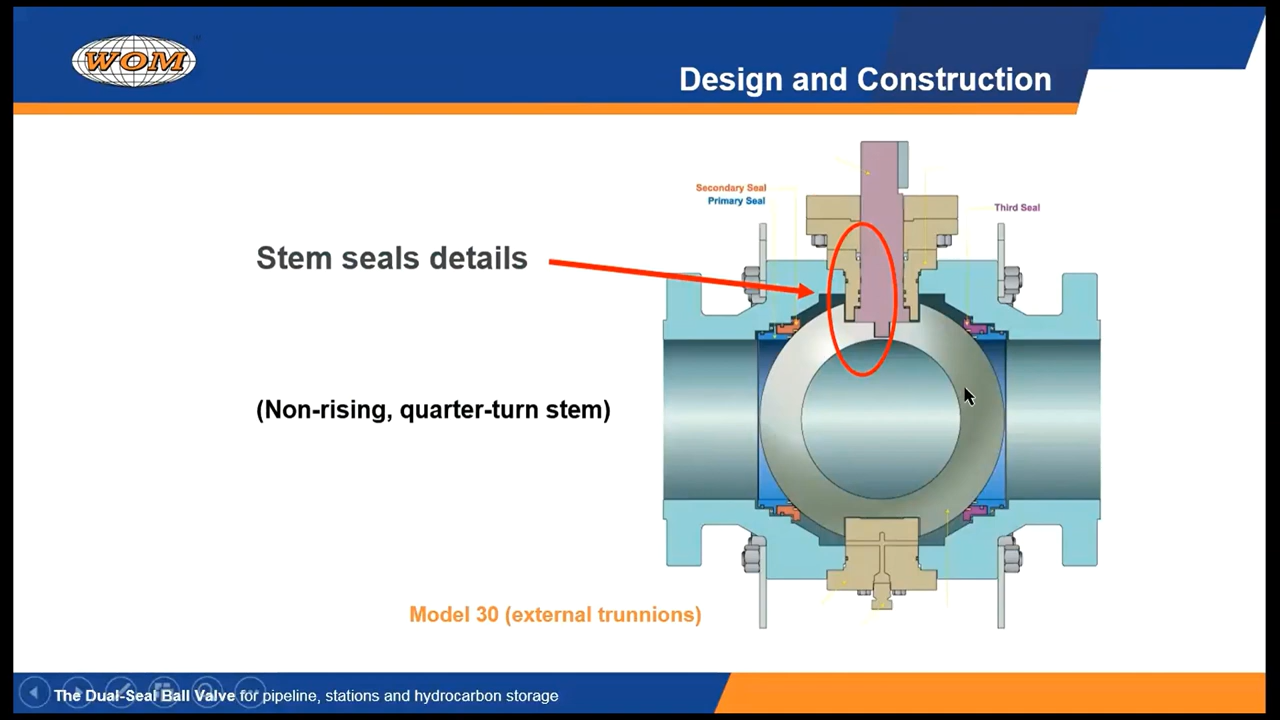 WOM
Design and Construction
Secondary Seal
Primary Seal
Third Seal
Stem seals details
(Non-rising, quarter-turn stem)
Model 30 (external trunnions)
The Dual-Seal Ball Valve for pipeline, stations and hydrocarbon storage